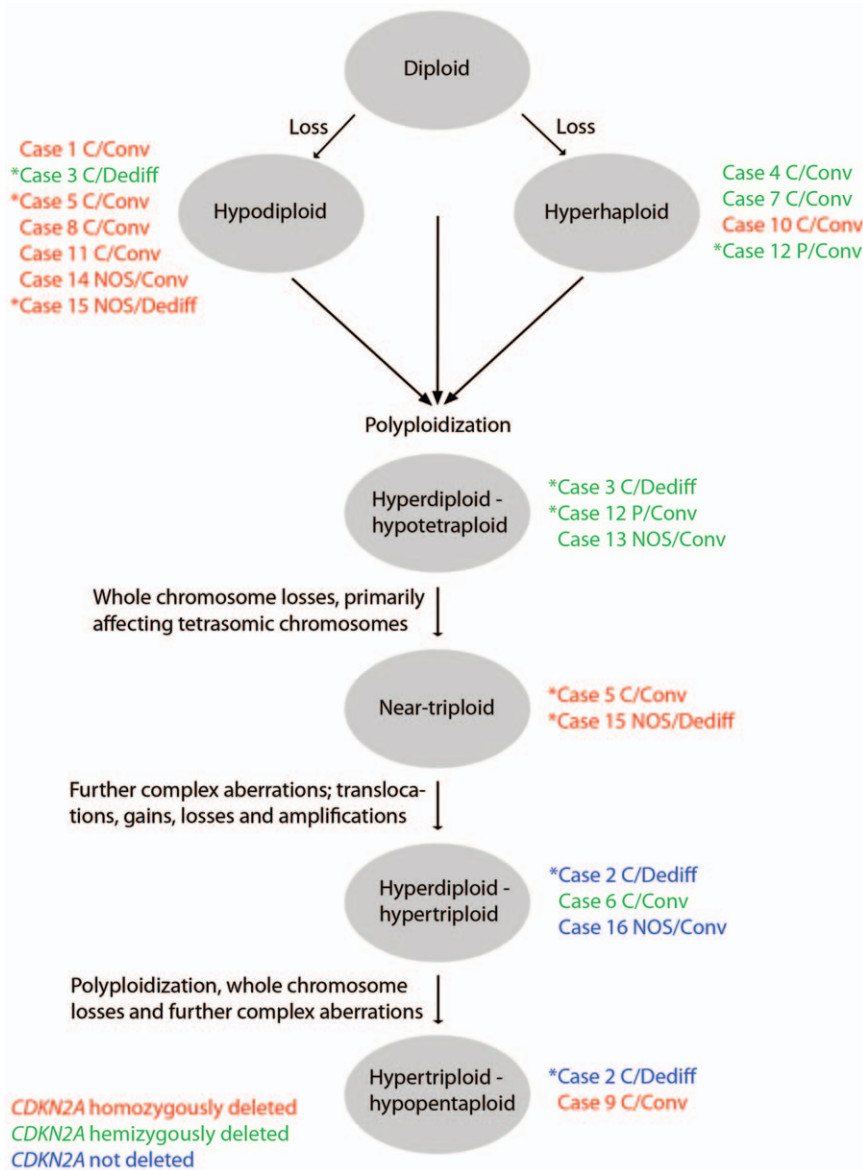 Diploid
Loss
Loss
Case 1 C/Conv
*Case 3 C/Dediff
*Case 5 C/Conv
Case 8 C/Conv
Case 11 C/Conv
Case 14 NOS/Conv
*Case 15 NOS/Dediff
Hypodiploid
Hyperhaploid
Case 4 C/Conv
Case 7 C/Conv
Case 10 C/Conv
*Case 12 P/Conv
Polyploidization
Hyperdiploid -
hypotetraploid
*Case 3 C/Dediff
*Case 12 P/Conv
Case 13 NOS/Conv
Whole chromosome losses, primarily
affecting tetrasomic chromosomes
Near-triploid
*Case 5 C/Conv
*Case 15 NOS/Dediff
Further complex aberrations; transloca-
tions, gains, losses and amplifications
Hyperdiploid -
hypertriploid
*Case 2 C/Dediff
Case 6 C/Conv
Case 16 NOS/Conv
Polyploidization, whole chromosome
losses and further complex aberrations
Hypertriploid -
hypopentaploid
*Case 2 C/Dediff
Case 9 C/Conv
CDKN2A homozygously deleted
CDKN2A hemizygously deleted
CDKN2A not deleted